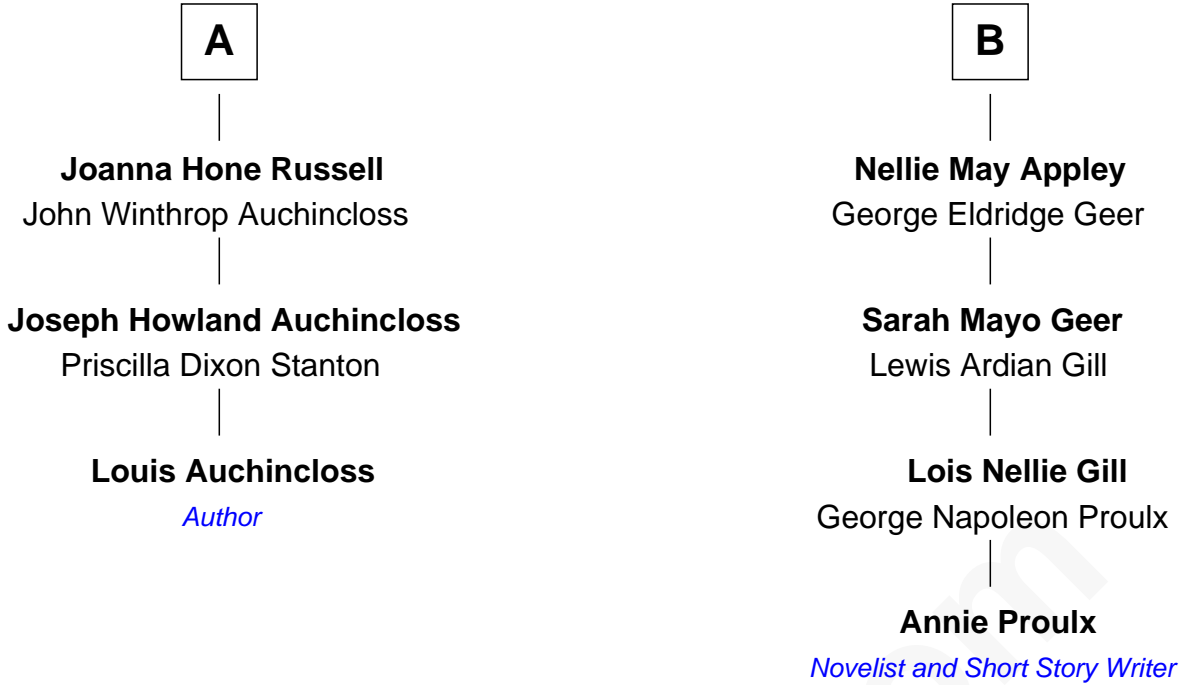 A
B
Joanna Hone Russell
John Winthrop Auchincloss
Nellie May Appley
George Eldridge Geer
Joseph Howland Auchincloss
Priscilla Dixon Stanton
Sarah Mayo Geer
Lewis Ardian Gill
Louis Auchincloss
Author
Lois Nellie Gill
George Napoleon Proulx
Annie Proulx
Novelist and Short Story Writer